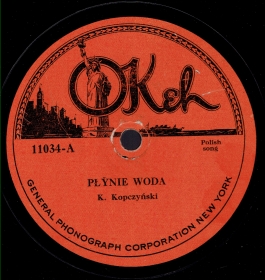 OKeh
11034-A
Polish
song
PŁYNIE WODA
K. Kopczyński
GENERAL PHONOGRAPH CORPORATION NEW YORK